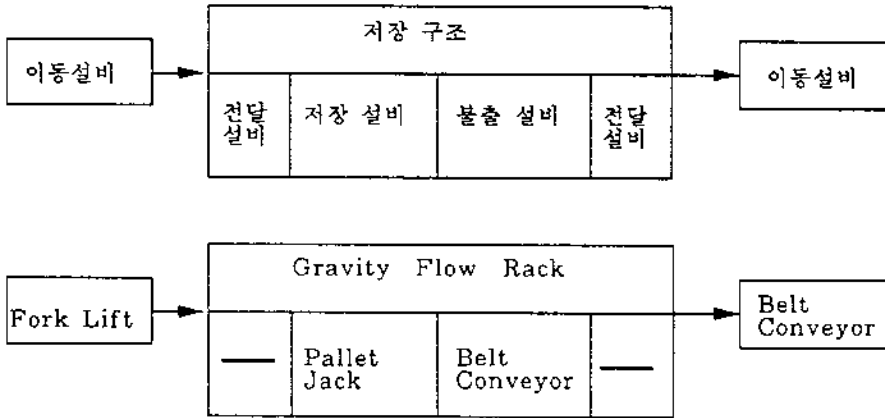 저장 구조
이동설비
이동설비
전달
설비
저장 설비
불출 설비
전달
설비
Gravity Flow Rack
Fork Lift
Belt
Conveyor
Pallet
Jack
Belt
Conveyor